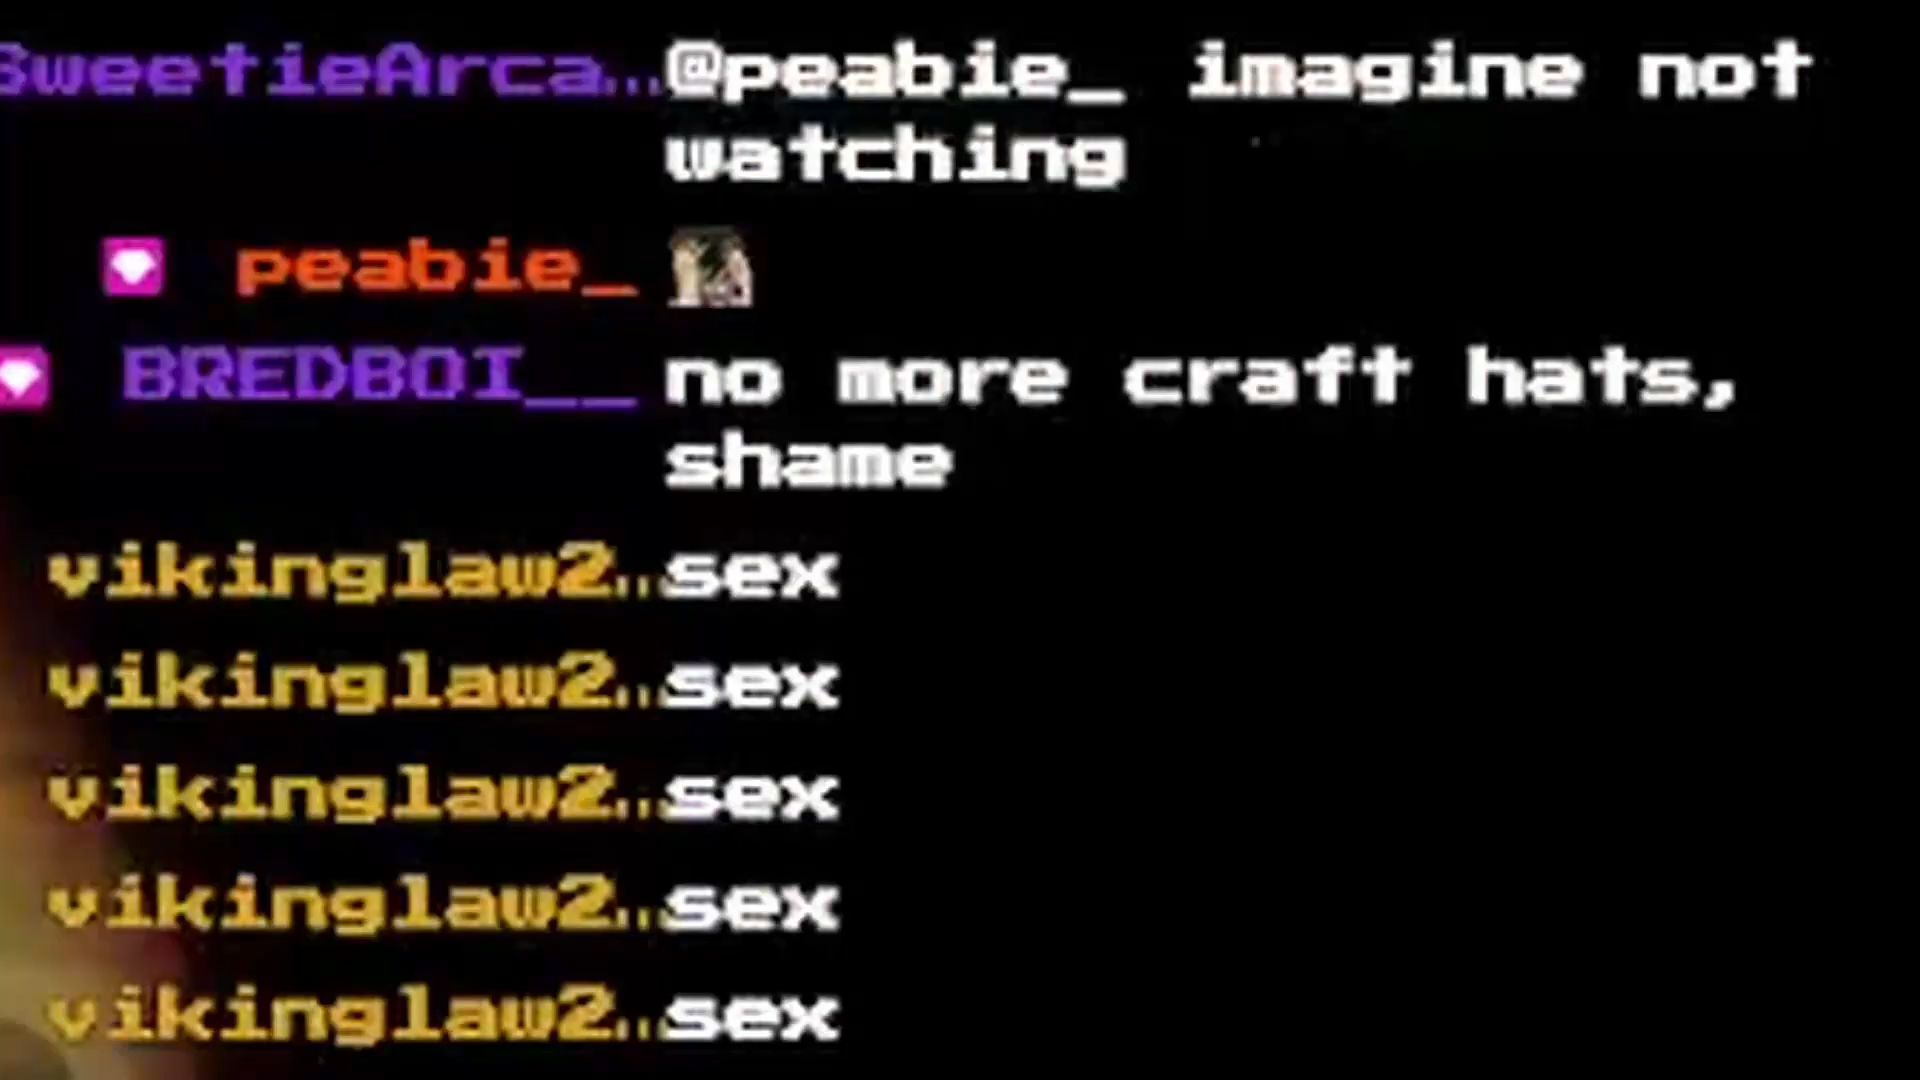 SweetieArca... @peabie_ imagine not
watching
peabie_
BREDBOI__ no more craft hats,
shame
vikinglaw2... sex
vikinglaw2... sex
vikinglaw2... sex
vikinglaw2... sex
vikinglaw2... sex